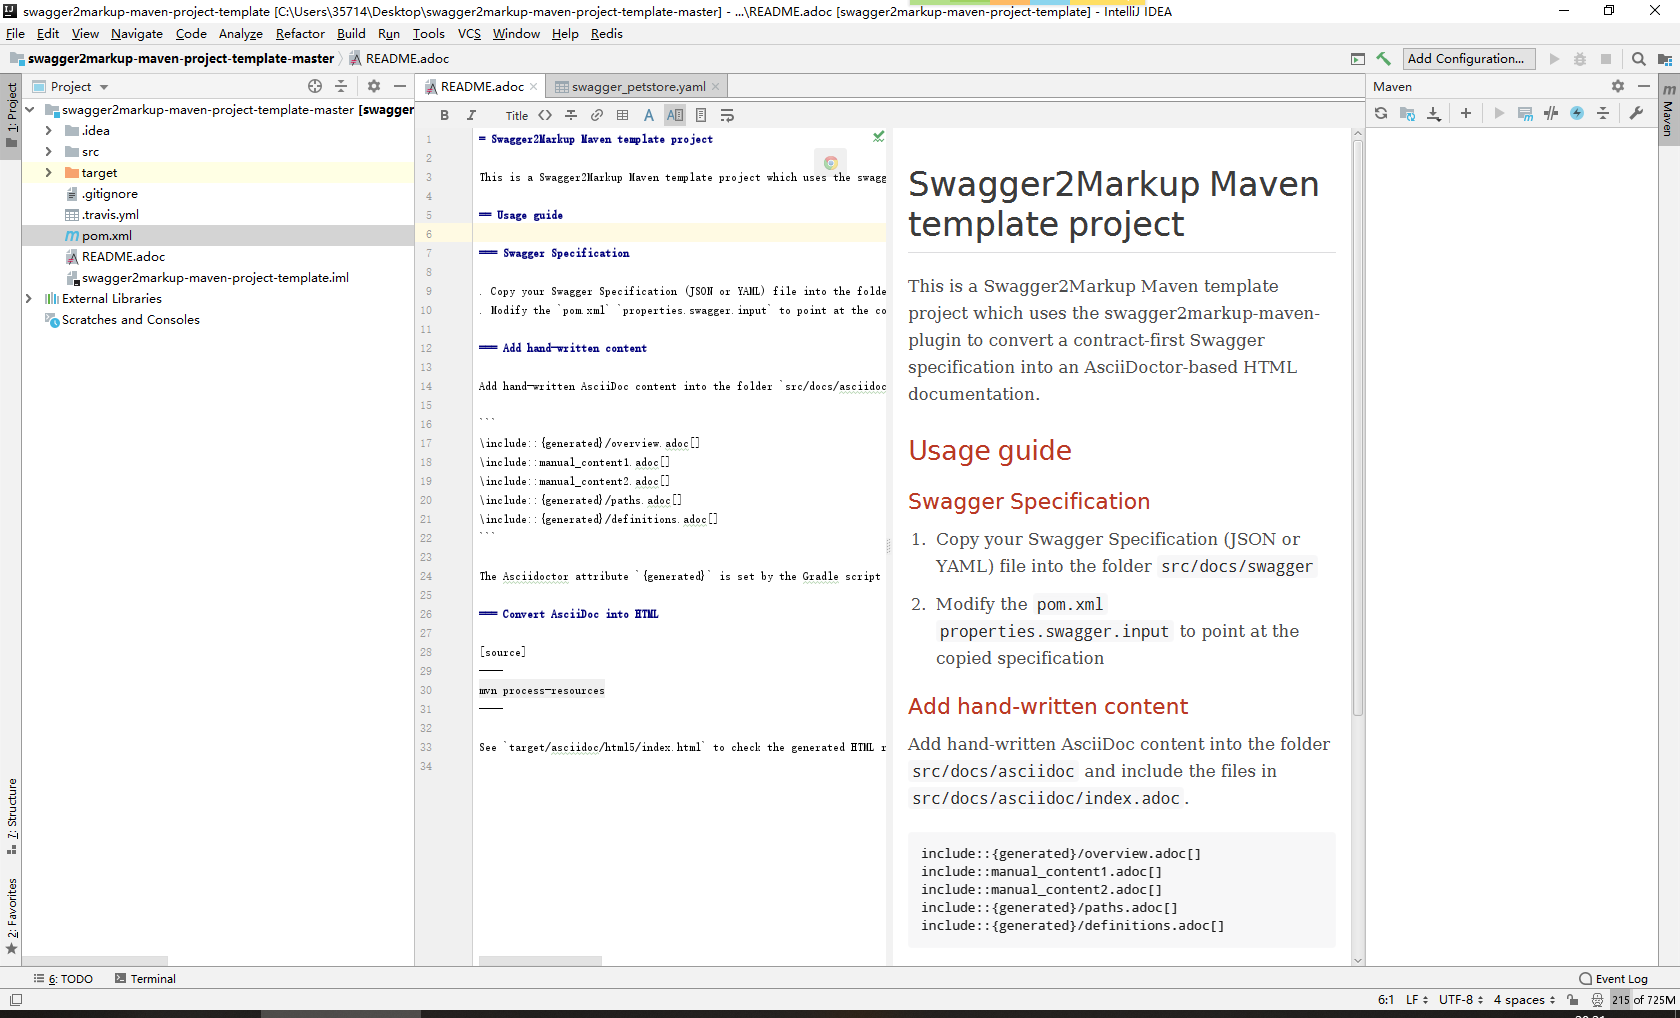 swagger2markup-maven-project-template [C:\Users\35714\Desktop\swagger2markup-maven-project-template-master] - ...\README.adoc [swagger2markup-maven-project-template] - IntelliJ IDEA
File Edit View Navigate Code Analyze Refactor Build Run Tools VCS Window Help Redis
swagger2markup-maven-project-template-master README.adoc
Add Configuration...
1: Project
Project
swagger2markup-maven-project-template-master [swagger
.idea
src
target
.gitignore
.travis.yml
pom.xml
README.adoc
swagger2markup-maven-project-template.iml
External Libraries
Scratches and Consoles
7: Structure
2: Favorites
README.adoc
swagger_petstore.yaml
B I Title
1 = Swagger2Markup Maven template project
2
3 This is a Swagger2Markup Maven template project which uses the swagg
4
5 == Usage guide
6
7 === Swagger Specification
8
9 . Copy your Swagger Specification (JSON or YAML) file into the folde
10 . Modify the `pom.xml` `properties.swagger.input` to point at the co
11
12 === Add hand-written content
13
14 Add hand-written AsciiDoc content into the folder `src/docs/asciidoc
15
16 ```
17 \include::{generated}/overview.adoc[]
18 \include::manual_content1.adoc[]
19 \include::manual_content2.adoc[]
20 \include::{generated}/paths.adoc[]
21 \include::{generated}/definitions.adoc[]
22 ```
23
24 The Asciidoctor attribute `{generated}` is set by the Gradle script
25
26 === Convert AsciiDoc into HTML
27
28 [source]
29 ----
30 mvn process-resources
31 ----
32
33 See `target/asciidoc/html5/index.html` to check the generated HTML r
34
Swagger2Markup Maven
template project
This is a Swagger2Markup Maven template
project which uses the swagger2markup-maven-
plugin to convert a contract-first Swagger
specification into an AsciiDoctor-based HTML
documentation.
Usage guide
Swagger Specification
1. Copy your Swagger Specification (JSON or
YAML) file into the folder src/docs/swagger
2. Modify the pom.xml
properties.swagger.input to point at the
copied specification
Add hand-written content
Add hand-written AsciiDoc content into the folder
src/docs/asciidoc and include the files in
src/docs/asciidoc/index.adoc.
include::{generated}/overview.adoc[]
include::manual_content1.adoc[]
include::manual_content2.adoc[]
include::{generated}/paths.adoc[]
include::{generated}/definitions.adoc[]
Maven
m Maven
6: TODO Terminal
Event Log
6:1 LF UTF-8 4 spaces 215 of 725M